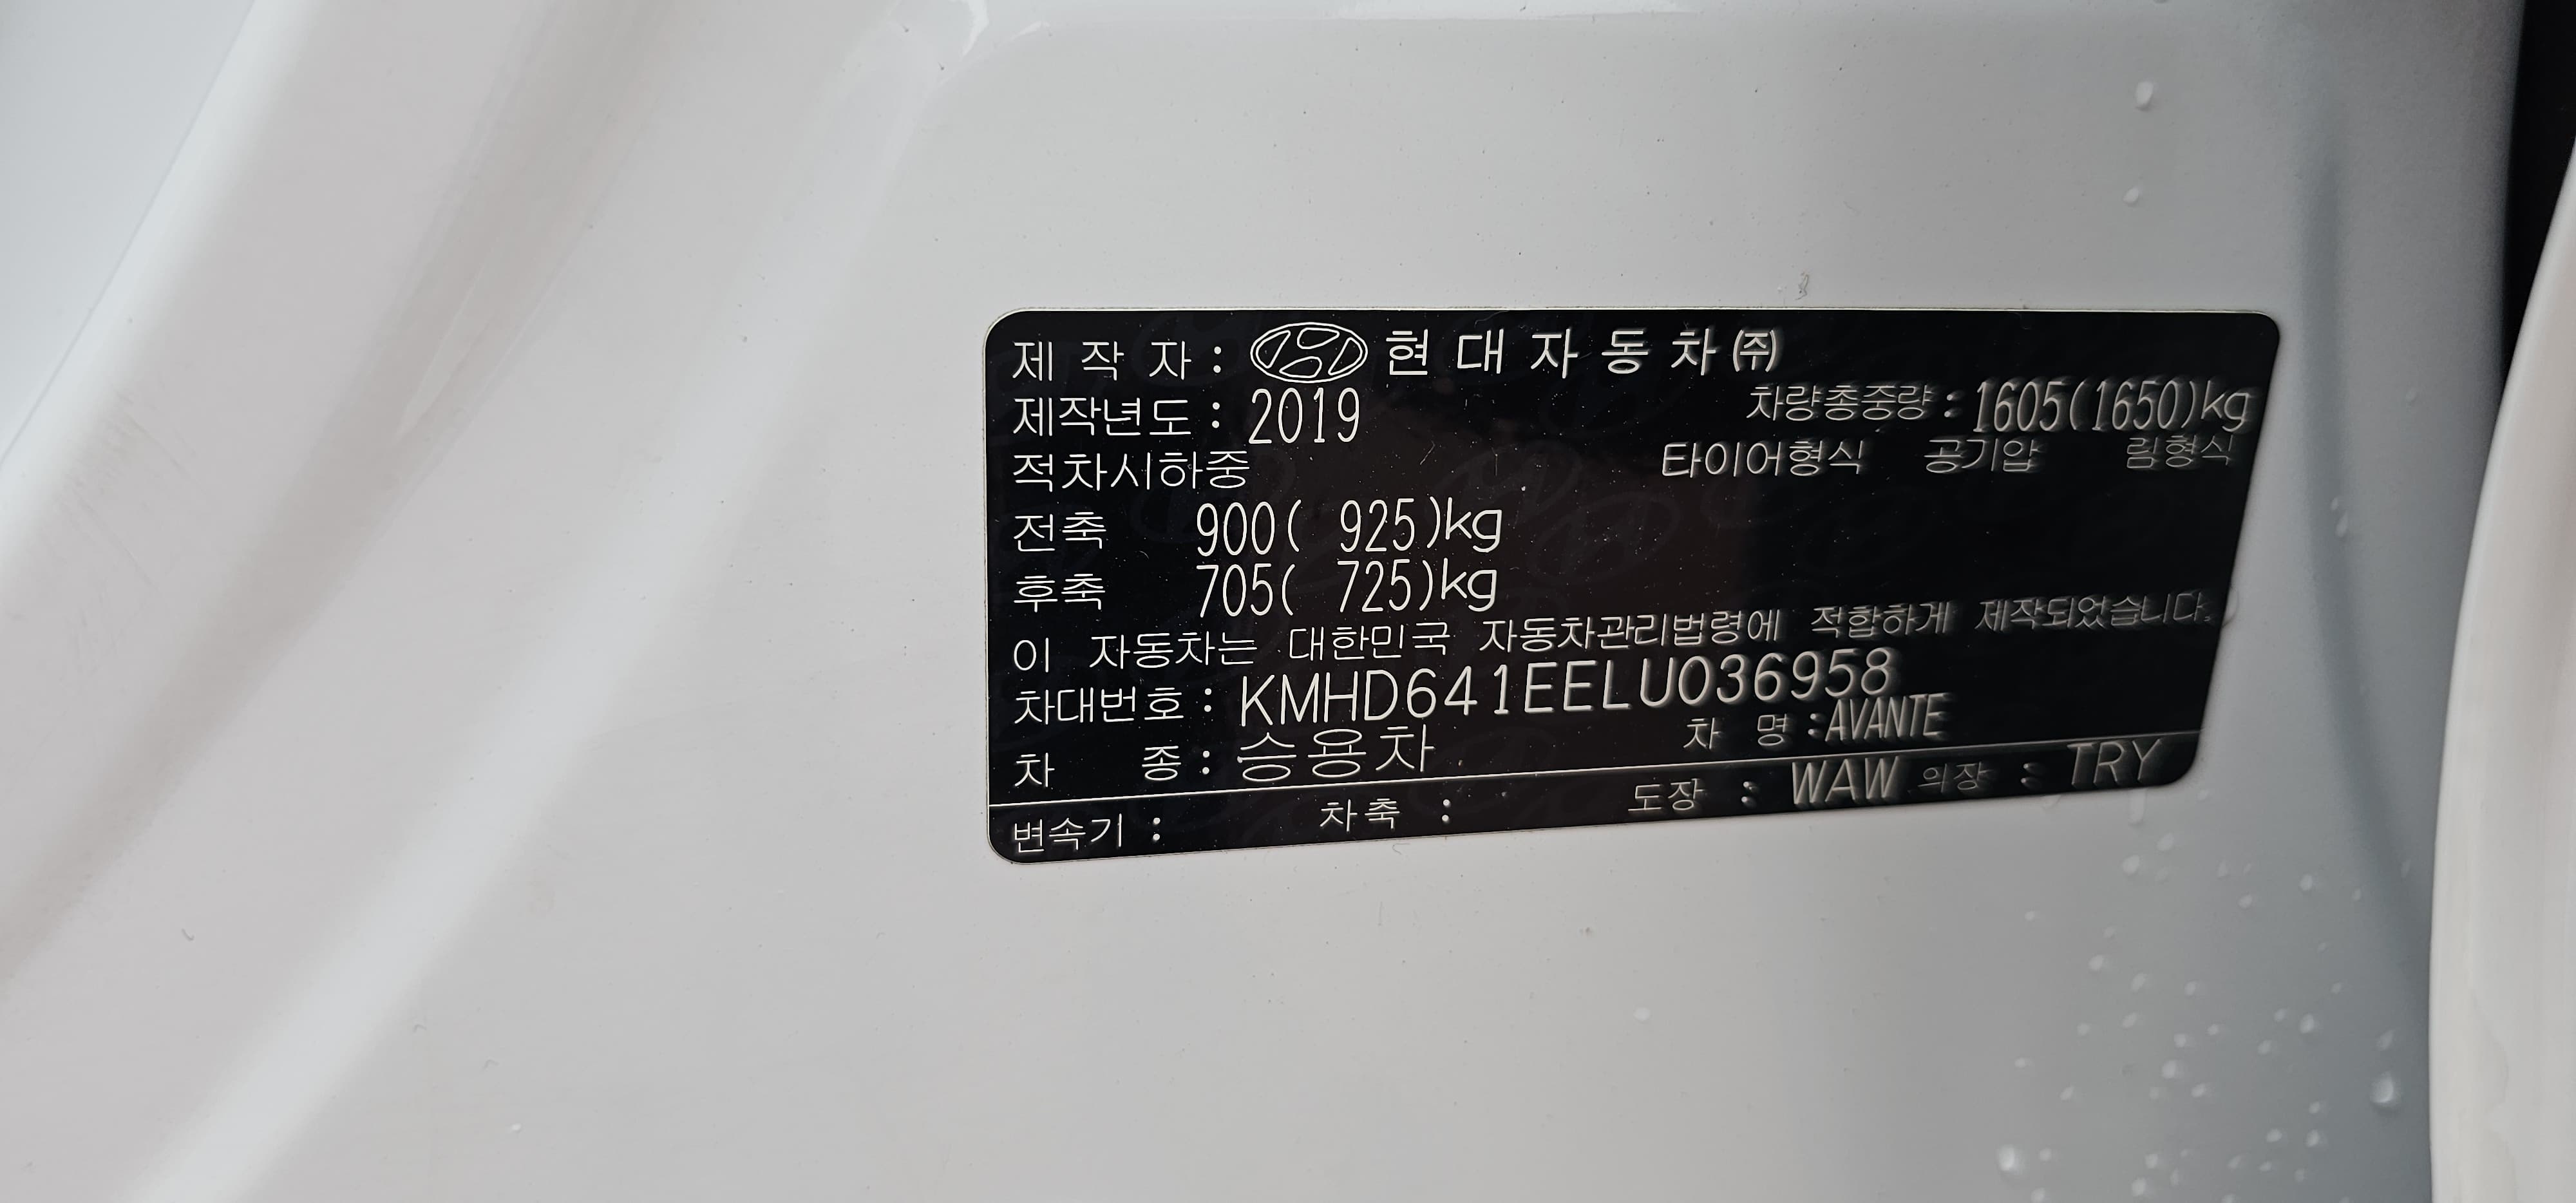 제 작 자 : 현 대 자 동 차 ㈜
제작년도 : 2019 차량총중량 : 1605(1650)kg
적차시하중 타이어형식 공기압 림형식
전축 900( 925)kg
후축 705( 725)kg
이 자동차는 대한민국 자동차관리법령에 적합하게 제작되었습니다.
차대번호 : KMHD641EELU036958
차 종 : 승용차 차 명 : AVANTE
변속기 : 차축 : 도장 : WAW 의장 : TRY